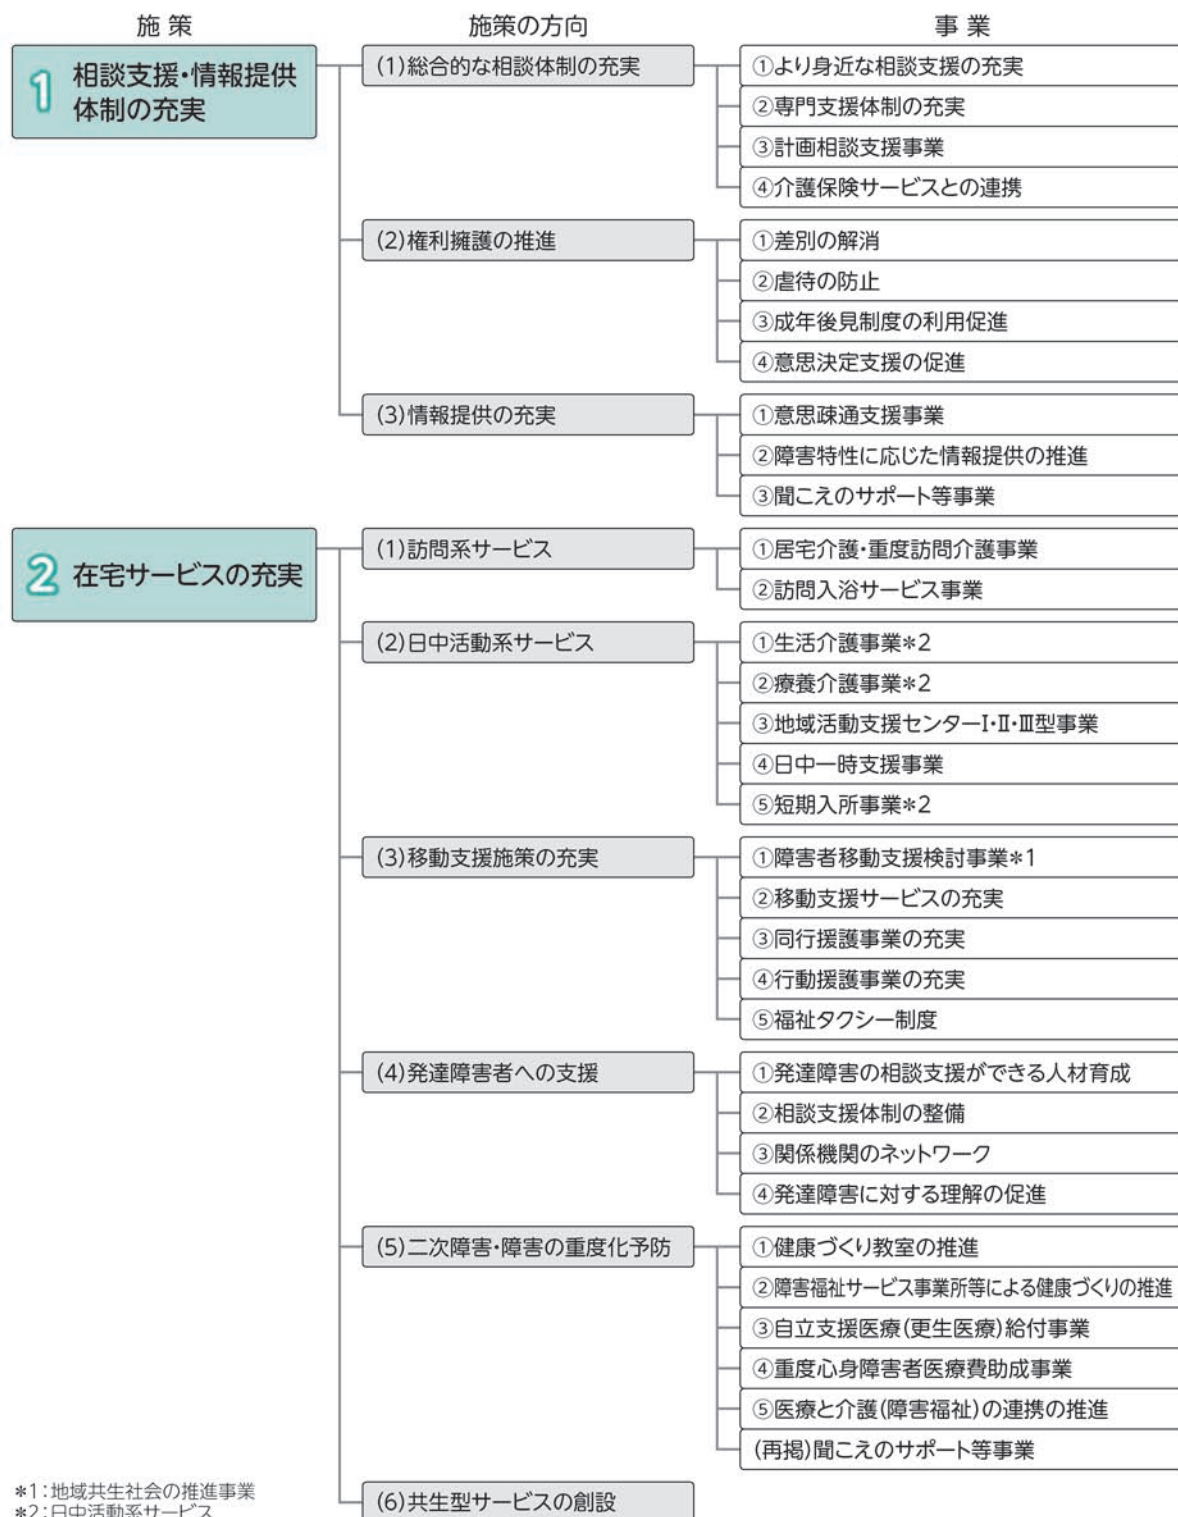 施 策
施策の方向
事 業
1 相談支援・情報提供
体制の充実
(1)総合的な相談体制の充実
①より身近な相談支援の充実
②専門支援体制の充実
③計画相談支援事業
④介護保険サービスとの連携
(2)権利擁護の推進
①差別の解消
②虐待の防止
③成年後見制度の利用促進
④意思決定支援の促進
(3)情報提供の充実
①意思疎通支援事業
②障害特性に応じた情報提供の推進
③聞こえのサポート等事業
2 在宅サービスの充実
(1)訪問系サービス
①居宅介護・重度訪問介護事業
②訪問入浴サービス事業
(2)日中活動系サービス
①生活介護事業*2
②療養介護事業*2
③地域活動支援センターI・Ⅱ・Ⅲ型事業
④日中一時支援事業
⑤短期入所事業*2
(3)移動支援施策の充実
①障害者移動支援検討事業*1
②移動支援サービスの充実
③同行援護事業の充実
④行動援護事業の充実
⑤福祉タクシー制度
(4)発達障害者への支援
①発達障害の相談支援ができる人材育成
②相談支援体制の整備
③関係機関のネットワーク
④発達障害に対する理解の促進
(5)二次障害・障害の重度化予防
①健康づくり教室の推進
②障害福祉サービス事業所等による健康づくりの推進
③自立支援医療(更生医療)給付事業
④重度心身障害者医療費助成事業
⑤医療と介護(障害福祉)の連携の推進
(再掲)聞こえのサポート等事業
(6)共生型サービスの創設
*1:地域共生社会の推進事業
*2:日中活動系サービス